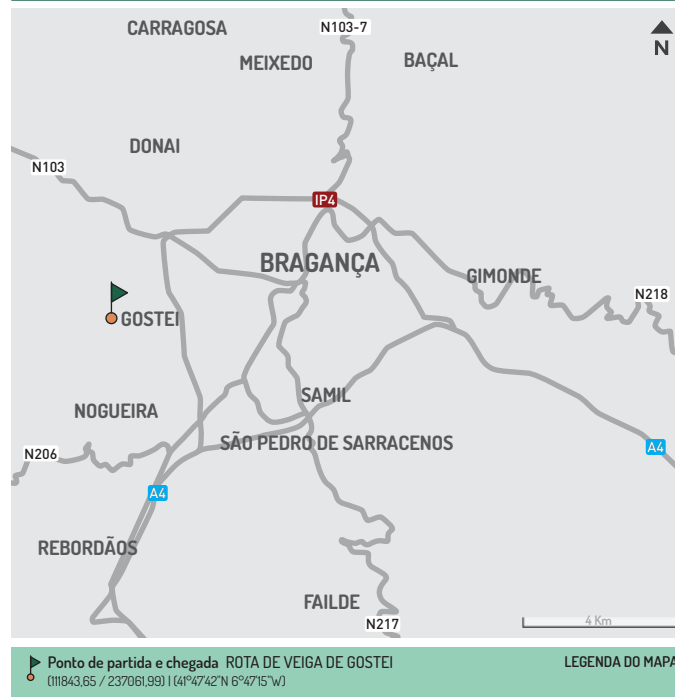 CARRAGOSA
N103-7
MEIXEDO
BAÇAL
N
DONAI
N103
IP4
BRAGANÇA
GIMONDE
N218
GOSTEI
SAMIL
NOGUEIRA
SÃO PEDRO DE SARRACENOS
N206
A4
A4
REBORDÃOS
FAILDE
N217
4 Km
Ponto de partida e chegada ROTA DE VEIGA DE GOSTEI
LEGENDA DO MAPA
(111843,65 / 237061,99) | (41°47'42"N 6°47'15"W)